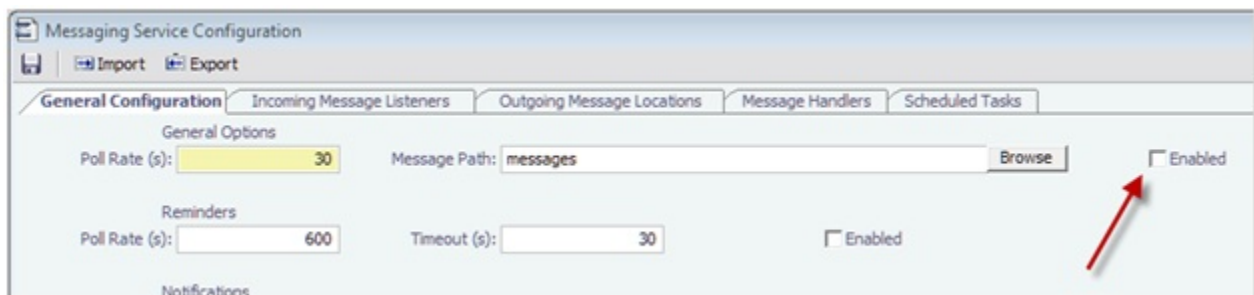 Messaging Service Configuration
Import Export
General Configuration Incoming Message Listeners Outgoing Message Locations Message Handlers Scheduled Tasks
General Options
Poll Rate (s): 30 Message Path: messages Browse Enabled
Reminders
Poll Rate (s): 600 Timeout (s): 30 Enabled
Notifications